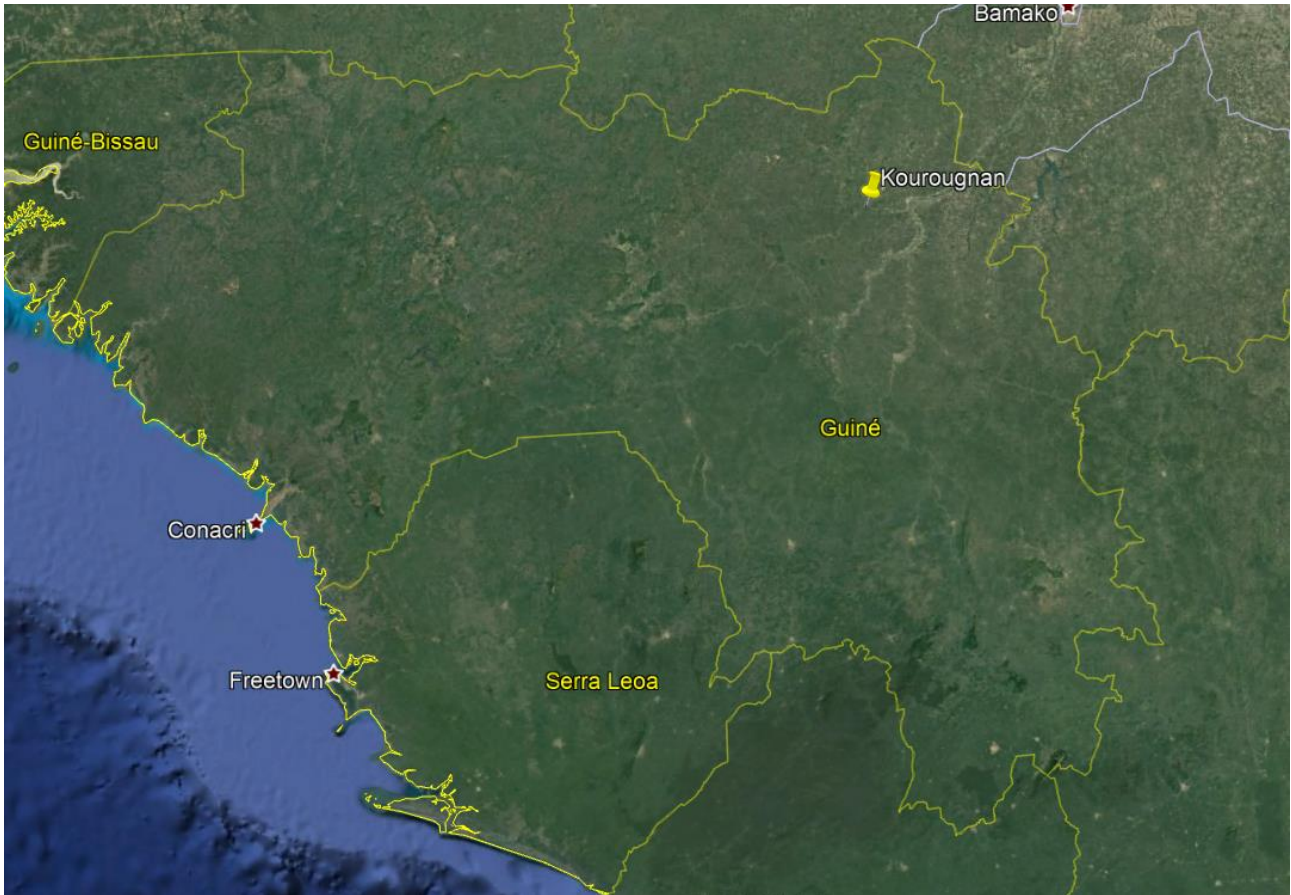 Bamako
Guiné-Bissau
Kourougnan
Guiné
Conacri
Freetown
Serra Leoa